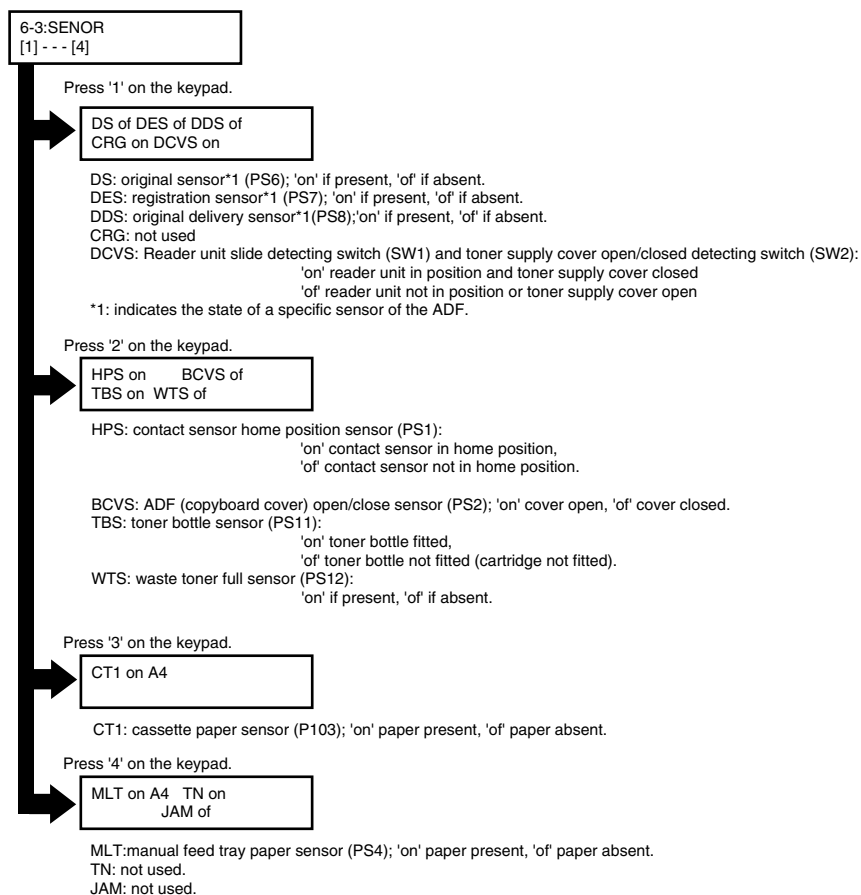 6-3:SENOR
[1] - - - [4]
Press '1' on the keypad.
DS of DES of DDS of
CRG on DCVS on
DS: original sensor*1 (PS6); 'on' if present, 'of' if absent.
DES: registration sensor*1 (PS7); 'on' if present, 'of' if absent.
DDS: original delivery sensor*1(PS8);'on' if present, 'of' if absent.
CRG: not used
DCVS: Reader unit slide detecting switch (SW1) and toner supply cover open/closed detecting switch (SW2):
'on' reader unit in position and toner supply cover closed
'of' reader unit not in position or toner supply cover open
*1: indicates the state of a specific sensor of the ADF.
Press '2' on the keypad.
HPS on BCVS of
TBS on WTS of
HPS: contact sensor home position sensor (PS1):
'on' contact sensor in home position,
'of' contact sensor not in home position.
BCVS: ADF (copyboard cover) open/close sensor (PS2); 'on' cover open, 'of' cover closed.
TBS: toner bottle sensor (PS11):
'on' toner bottle fitted,
'of' toner bottle not fitted (cartridge not fitted).
WTS: waste toner full sensor (PS12):
'on' if present, 'of' if absent.
Press '3' on the keypad.
CT1 on A4
CT1: cassette paper sensor (P103); 'on' paper present, 'of' paper absent.
Press '4' on the keypad.
MLT on A4 TN on
JAM of
MLT:manual feed tray paper sensor (PS4); 'on' paper present, 'of' paper absent.
TN: not used.
JAM: not used.